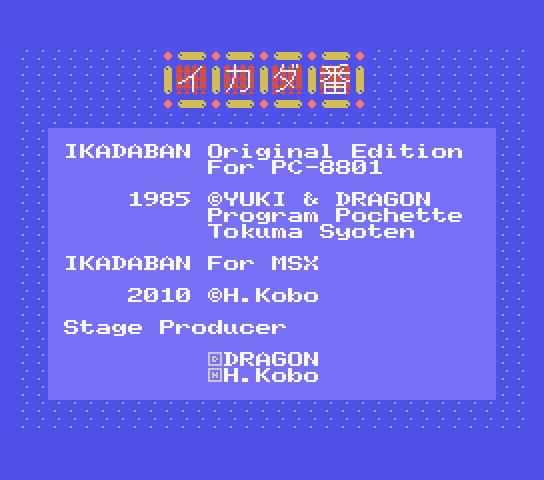 イカダ番
IKADABAN Original Edition
For PC-8801
1985 ©YUKI & DRAGON
Program Pochette
Tokuma Syoten
IKADABAN For MSX
2010 ©H.Kobo
Stage Producer
D DRAGON
H H.Kobo